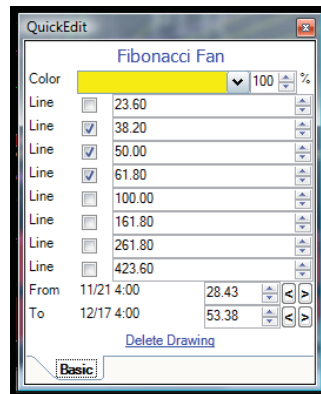 QuickEdit
Fibonacci Fan
Color 100 %
Line 23.60
Line 38.20
Line 50.00
Line 61.80
Line 100.00
Line 161.80
Line 261.80
Line 423.60
From 11/21 4:00 28.43 < >
To 12/17 4:00 53.38 < >
Delete Drawing
Basic